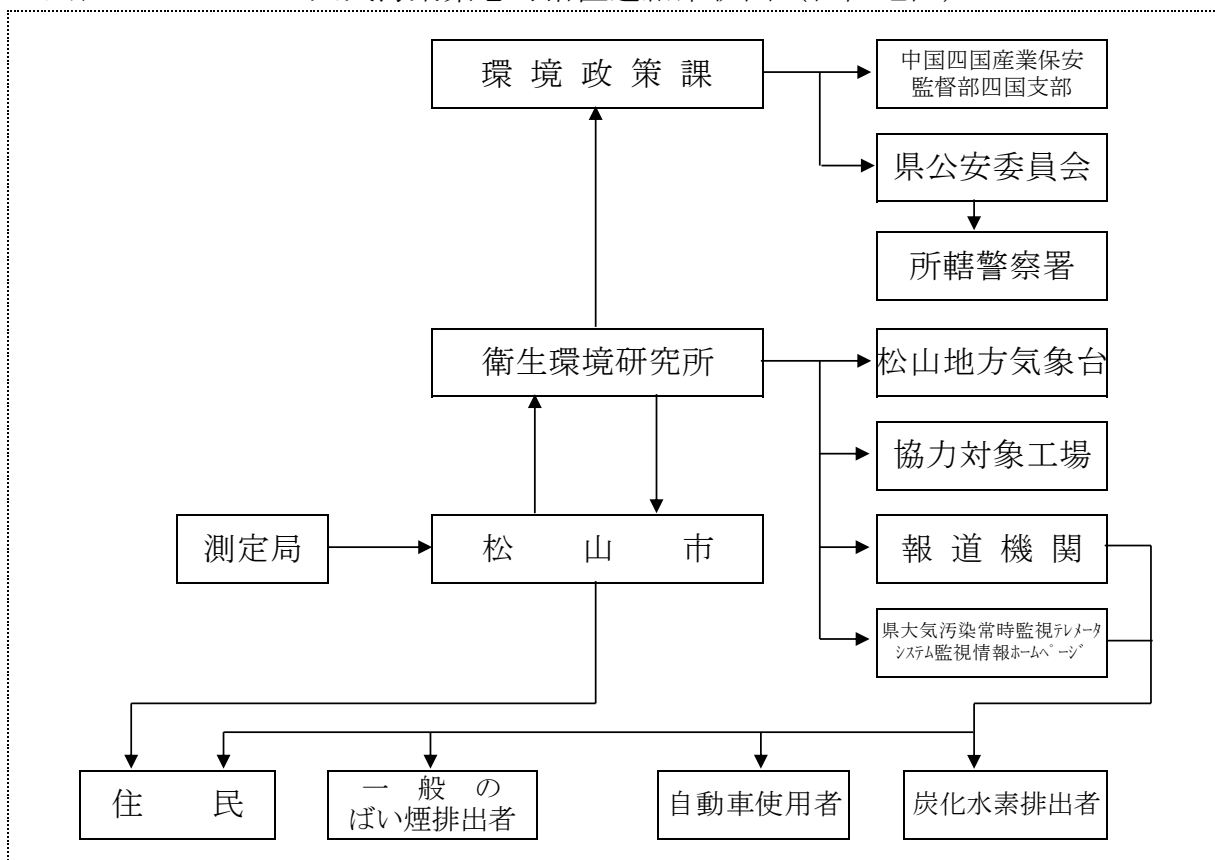 環境政策課
中国四国産業保安
監督部四国支部
県公安委員会
所轄警察署
衛生環境研究所
松山地方気象台
協力対象工場
測定局
松山市
報道機関
県大気汚染常時監視ﾃﾚﾒｰﾀ
ｼｽﾃﾑ監視情報ﾎｰﾑﾍﾟｰｼﾞ
住民
一般の
ばい煙排出者
自動車使用者
炭化水素排出者